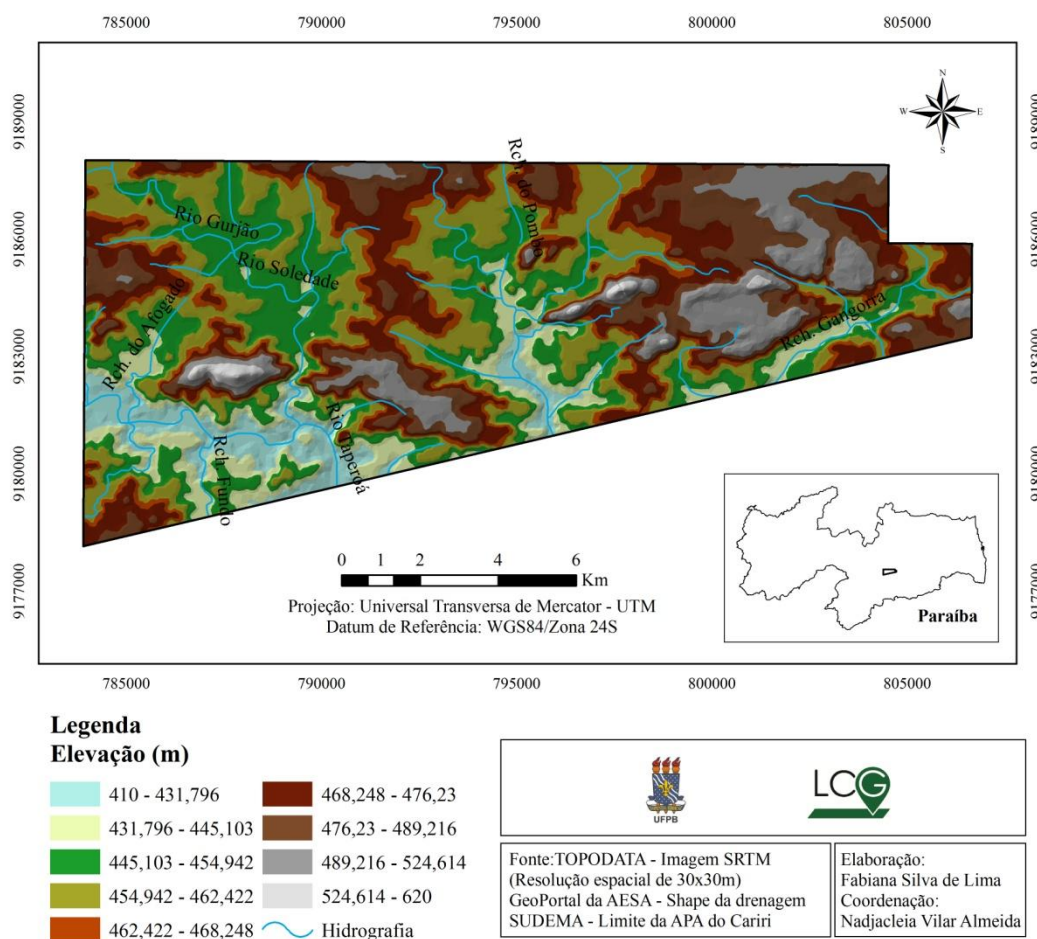 785000 790000 795000 800000 805000
9189000 9189000
9186000 9186000
9183000 9183000
9180000 9180000
9177000 9177000
N
W E
S
Rch. do Pombo
Rio Gurjão
Rio Soledade
Rch. do Afogado
Rch. Gangorra
Rio Taperoá
Rch. Fundo
0 1 2 4 6
Km
Projeção: Universal Transversa de Mercator - UTM
Datum de Referência: WGS84/Zona 24S
Paraíba
785000 790000 795000 800000 805000
Legenda
Elevação (m)
410 - 431,796
431,796 - 445,103
445,103 - 454,942
454,942 - 462,422
462,422 - 468,248
468,248 - 476,23
476,23 - 489,216
489,216 - 524,614
524,614 - 620
Hidrografia
UFPB
LCG
Fonte:TOPODATA - Imagem SRTM
(Resolução espacial de 30x30m)
GeoPortal da AESA - Shape da drenagem
SUDEMA - Limite da APA do Cariri
Elaboração:
Fabiana Silva de Lima
Coordenação:
Nadjacleia Vilar Almeida